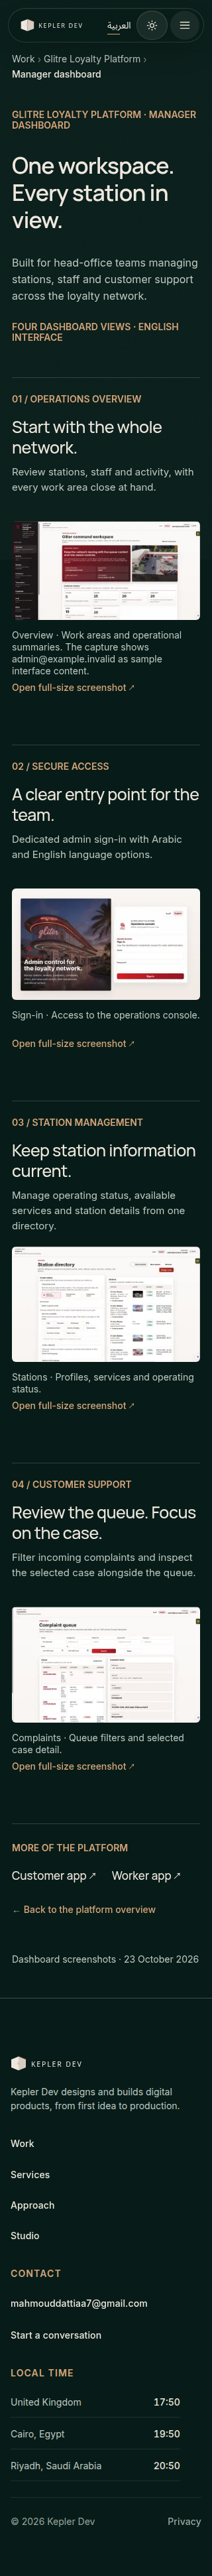 KEPLER DEV
العربية
Work › Glitre Loyalty Platform ›
Manager dashboard
GLITRE LOYALTY PLATFORM · MANAGER
DASHBOARD
One workspace.
Every station in
view.
Built for head-office teams managing
stations, staff and customer support
across the loyalty network.
FOUR DASHBOARD VIEWS · ENGLISH
INTERFACE
01 / OPERATIONS OVERVIEW
Start with the whole
network.
Review stations, staff and activity, with
every work area close at hand.
Glitter command workspace
Overview · Work areas and operational
summaries. The capture shows
admin@example.invalid as sample
interface content.
Open full-size screenshot ↗
02 / SECURE ACCESS
A clear entry point for the
team.
Dedicated admin sign-in with Arabic
and English language options.
Admin control for
the loyalty network.
Operations console
Sign in
Sign-in · Access to the operations console.
Open full-size screenshot ↗
03 / STATION MANAGEMENT
Keep station information
current.
Manage operating status, available
services and station details from one
directory.
Station directory
Stations · Profiles, services and operating
status.
Open full-size screenshot ↗
04 / CUSTOMER SUPPORT
Review the queue. Focus
on the case.
Filter incoming complaints and inspect
the selected case alongside the queue.
Complaint queue
Complaints · Queue filters and selected
case detail.
Open full-size screenshot ↗
MORE OF THE PLATFORM
Customer app ↗ Worker app ↗
← Back to the platform overview
Dashboard screenshots · 23 October 2026
KEPLER DEV
Kepler Dev designs and builds digital
products, from first idea to production.
Work
Services
Approach
Studio
CONTACT
mahmouddattiaa7@gmail.com
Start a conversation
LOCAL TIME
United Kingdom 17:50
Cairo, Egypt 19:50
Riyadh, Saudi Arabia 20:50
© 2026 Kepler Dev Privacy